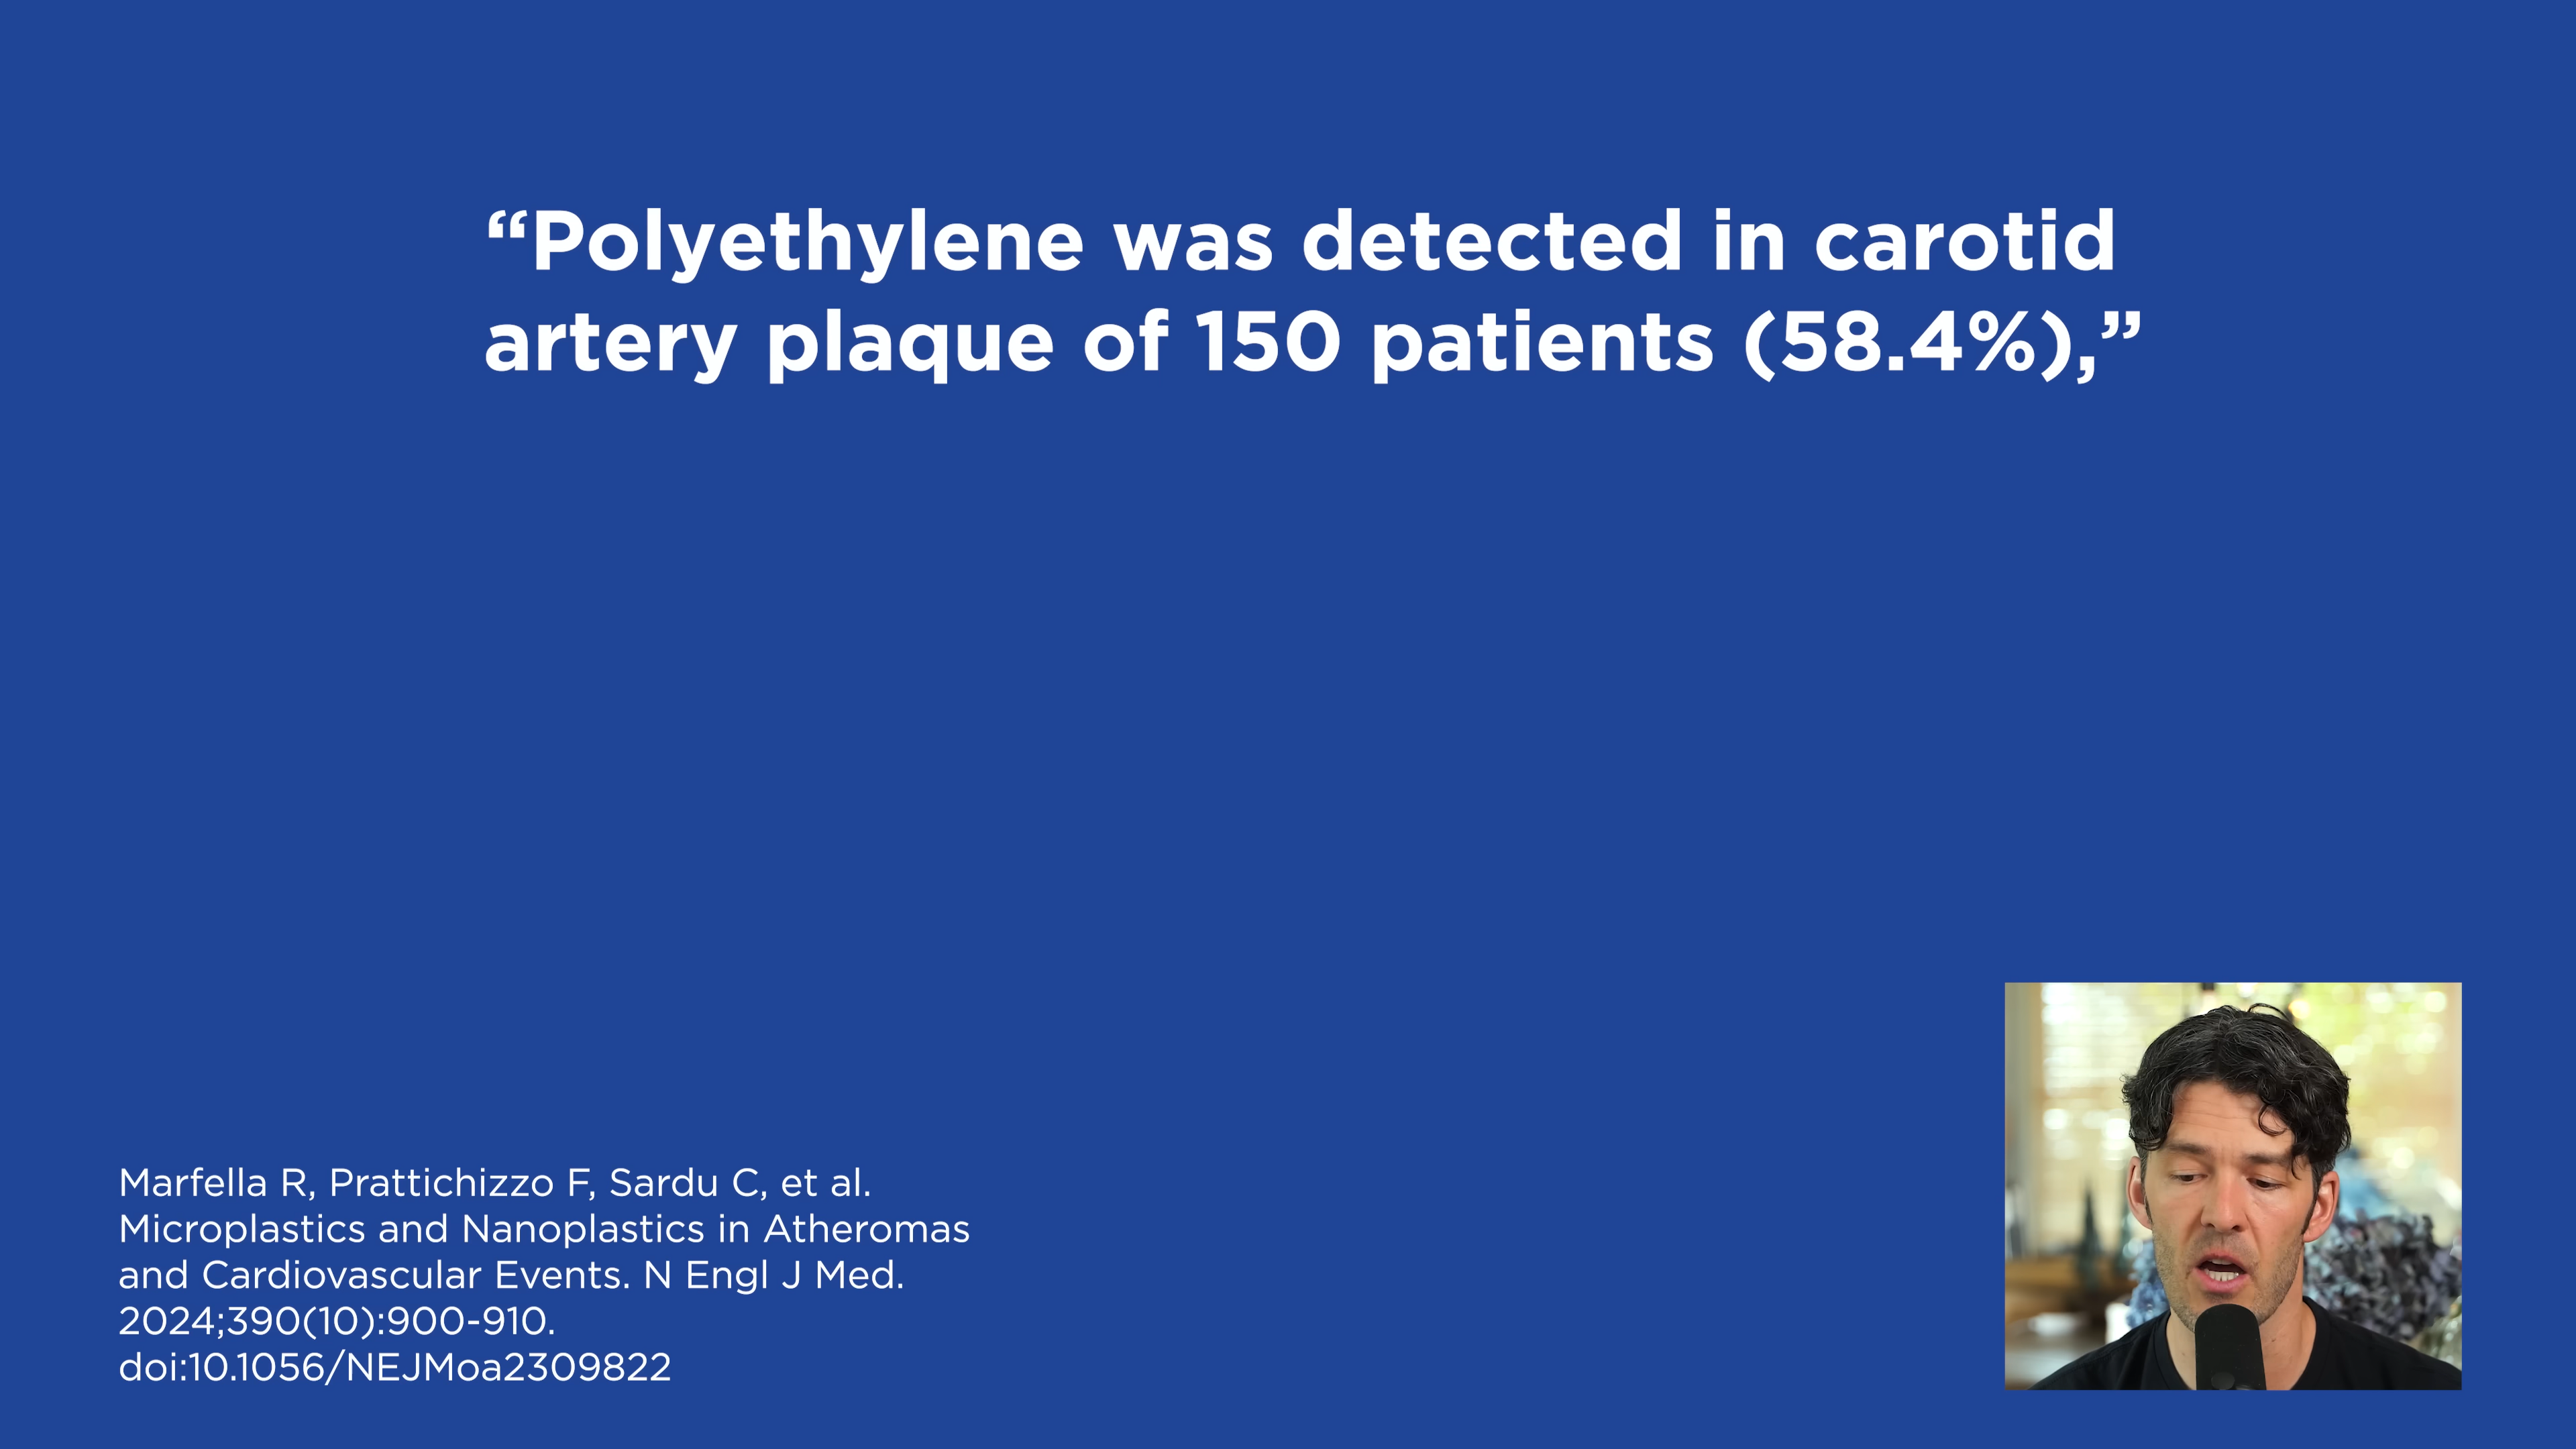 “Polyethylene was detected in carotid
artery plaque of 150 patients (58.4%),”
Marfella R, Prattichizzo F, Sardu C, et al.
Microplastics and Nanoplastics in Atheromas
and Cardiovascular Events. N Engl J Med.
2024;390(10):900-910.
doi:10.1056/NEJMoa2309822